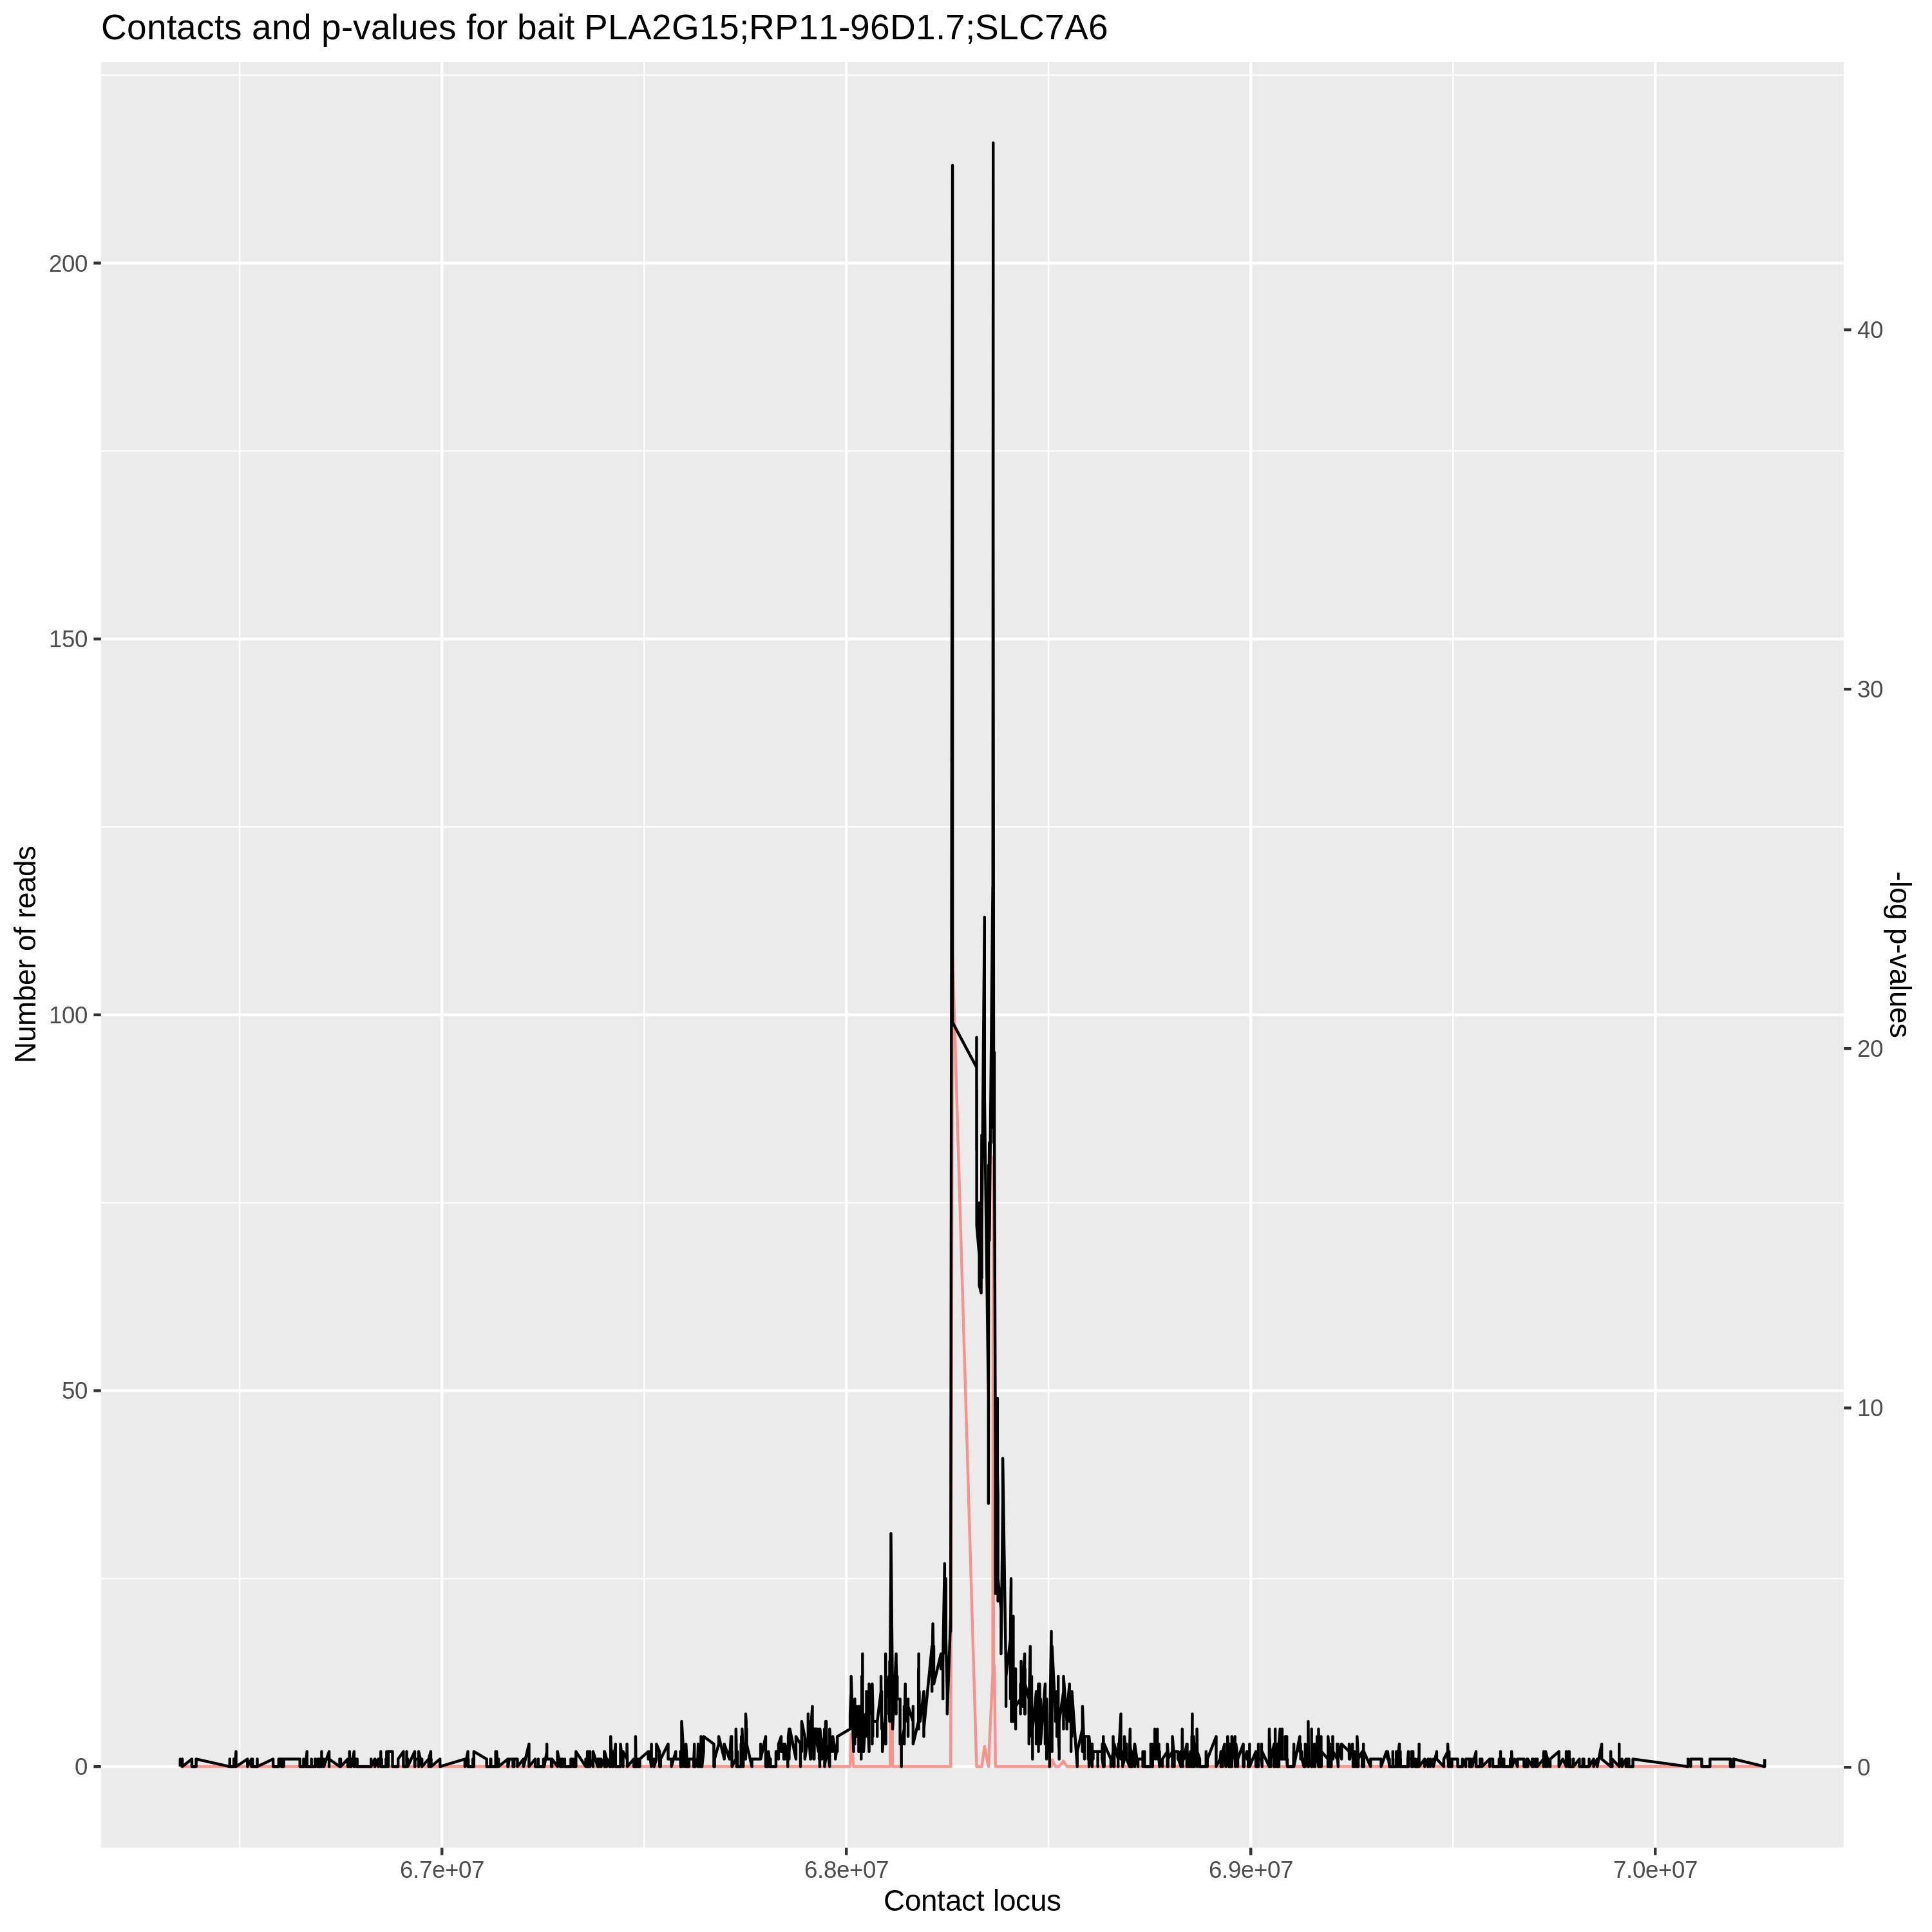 Contacts and p-values for bait PLA2G15;RP11-96D1.7;SLC7A6
Number of reads
200
150
100
50
0
40
30
20
10
0
-log p-values
6.7e+07 6.8e+07 6.9e+07 7.0e+07
Contact locus